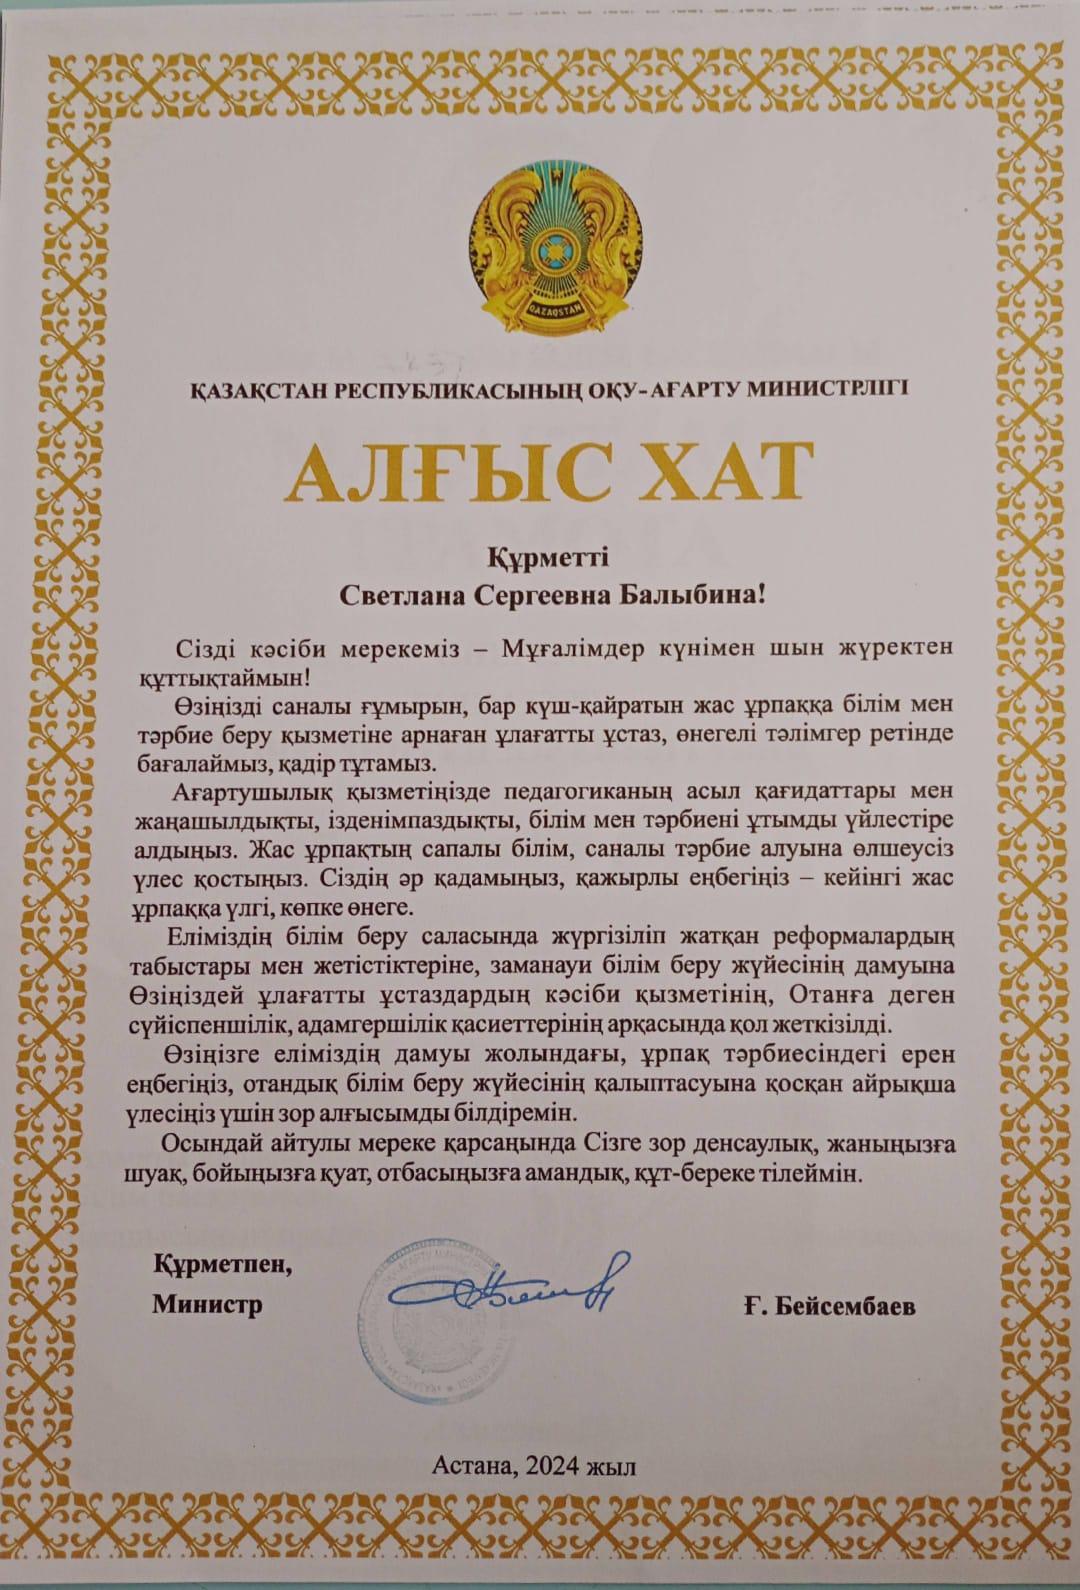 QAZAQSTAN
ҚАЗАҚСТАН РЕСПУБЛИКАСЫНЫҢ ОҚУ-АҒАРТУ МИНИСТРЛІГІ
АЛҒЫС ХАТ
Құрметті
Светлана Сергеевна Балыбина!
Сізді кәсіби мерекеміз – Мұғалімдер күнімен шын жүректен
құттықтаймын!
Өзіңізді саналы ғұмырын, бар күш-қайратын жас ұрпаққа білім мен
тәрбие беру қызметіне арнаған ұлағатты ұстаз, өнегелі тәлімгер ретінде
бағалаймыз, қадір тұтамыз.
Ағартушылық қызметіңізде педагогиканың асыл қағидаттары мен
жаңашылдықты, ізденімпаздықты, білім мен тәрбиені ұтымды үйлестіре
алдыңыз. Жас ұрпақтың сапалы білім, саналы тәрбие алуына өлшеусіз
үлес қостыңыз. Сіздің әр қадамыңыз, қажырлы еңбегіңіз – кейінгі жас
ұрпаққа үлгі, көпке өнеге.
Еліміздің білім беру саласында жүргізіліп жатқан реформалардың
табыстары мен жетістіктеріне, заманауи білім беру жүйесінің дамуына
Өзіңіздей ұлағатты ұстаздардың кәсіби қызметінің, Отанға деген
сүйіспеншілік, адамгершілік қасиеттерінің арқасында қол жеткізілді.
Өзіңізге еліміздің дамуы жолындағы, ұрпақ тәрбиесіндегі ерен
еңбегіңіз, отандық білім беру жүйесінің қалыптасуына қосқан айрықша
үлесіңіз үшін зор алғысымды білдіремін.
Осындай айтулы мереке қарсаңында Сізге зор денсаулық, жаныңызға
шуақ, бойыңызға қуат, отбасыңызға амандық, құт-береке тілеймін.
Құрметпен,
Министр
Ғ. Бейсембаев
Астана, 2024 жыл